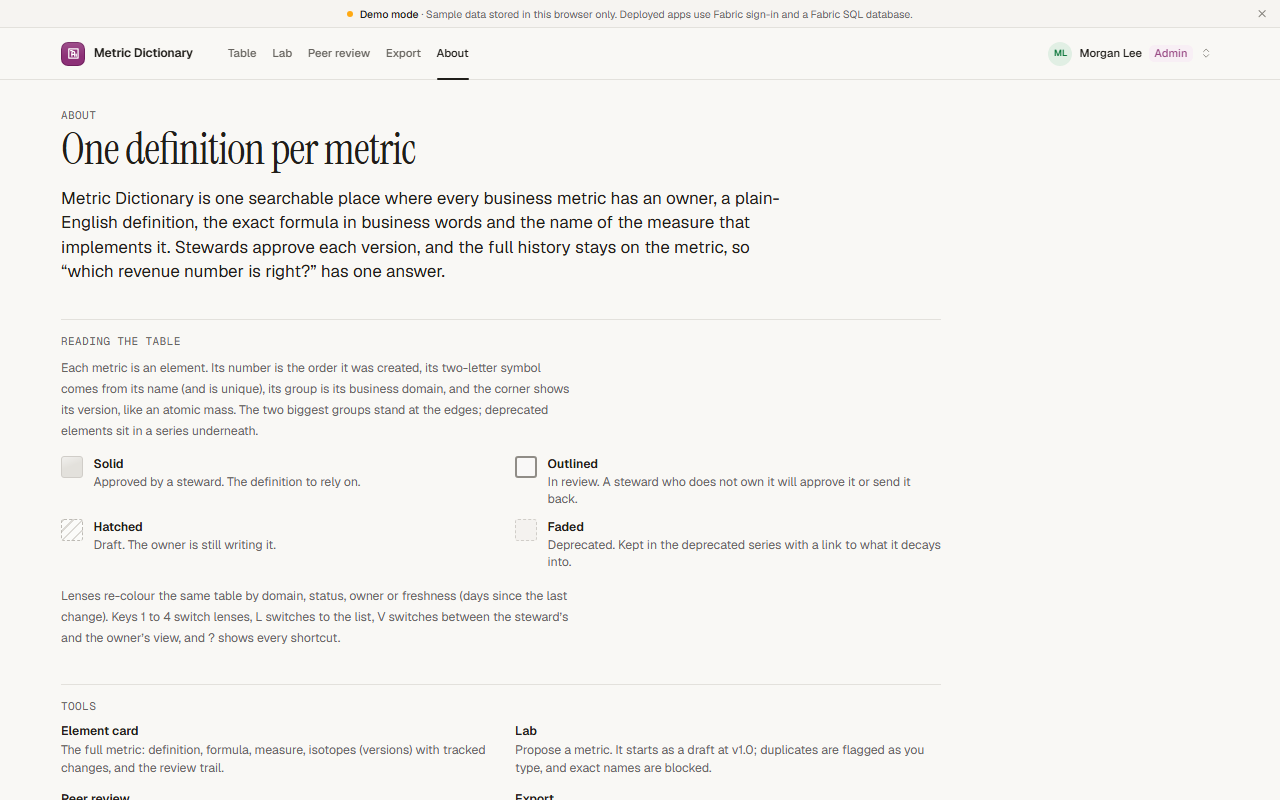 Demo mode · Sample data stored in this browser only. Deployed apps use Fabric sign-in and a Fabric SQL database.
Metric Dictionary
Table
Lab
Peer review
Export
About
ML
Morgan Lee
Admin
ABOUT
One definition per metric
Metric Dictionary is one searchable place where every business metric has an owner, a plain-
English definition, the exact formula in business words and the name of the measure that
implements it. Stewards approve each version, and the full history stays on the metric, so
“which revenue number is right?” has one answer.
READING THE TABLE
Each metric is an element. Its number is the order it was created, its two-letter symbol
comes from its name (and is unique), its group is its business domain, and the corner shows
its version, like an atomic mass. The two biggest groups stand at the edges; deprecated
elements sit in a series underneath.
Solid
Approved by a steward. The definition to rely on.
Outlined
In review. A steward who does not own it will approve it or send it
back.
Hatched
Draft. The owner is still writing it.
Faded
Deprecated. Kept in the deprecated series with a link to what it decays
into.
Lenses re-colour the same table by domain, status, owner or freshness (days since the last
change). Keys 1 to 4 switch lenses, L switches to the list, V switches between the steward's
and the owner's view, and ? shows every shortcut.
TOOLS
Element card
The full metric: definition, formula, measure, isotopes (versions) with tracked
changes, and the review trail.
Lab
Propose a metric. It starts as a draft at v1.0; duplicates are flagged as you
type, and exact names are blocked.
Peer review
Export